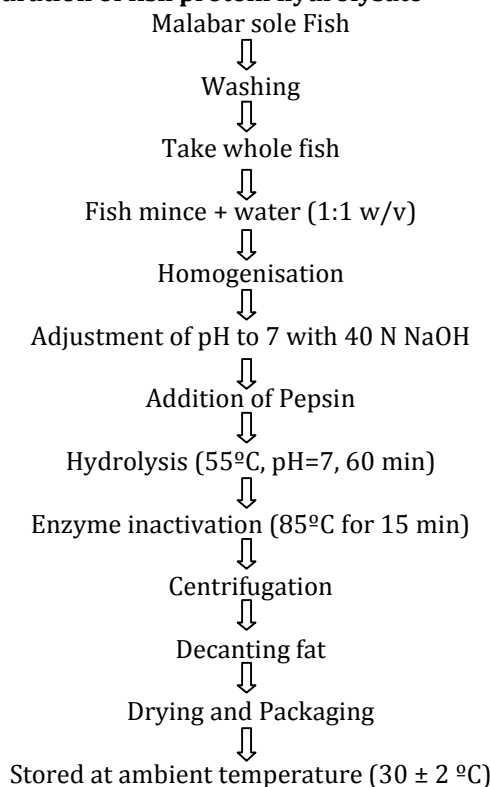 Malabar sole Fish
Washing
Take whole fish
Fish mince + water (1:1 w/v)
Homogenisation
Adjustment of pH to 7 with 40 N NaOH
Addition of Pepsin
Hydrolysis (55ºC, pH=7, 60 min)
Enzyme inactivation (85ºC for 15 min)
Centrifugation
Decanting fat
Drying and Packaging
Stored at ambient temperature (30 ± 2 ºC)